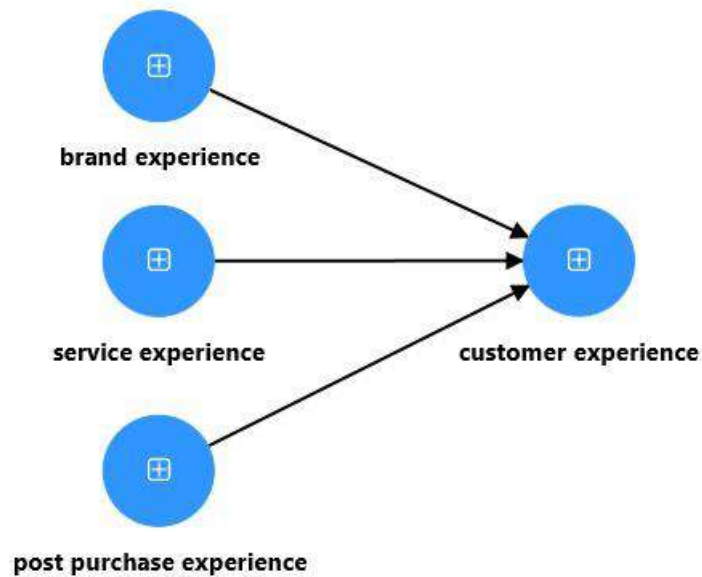 brand experience
service experience
customer experience
post purchase experience